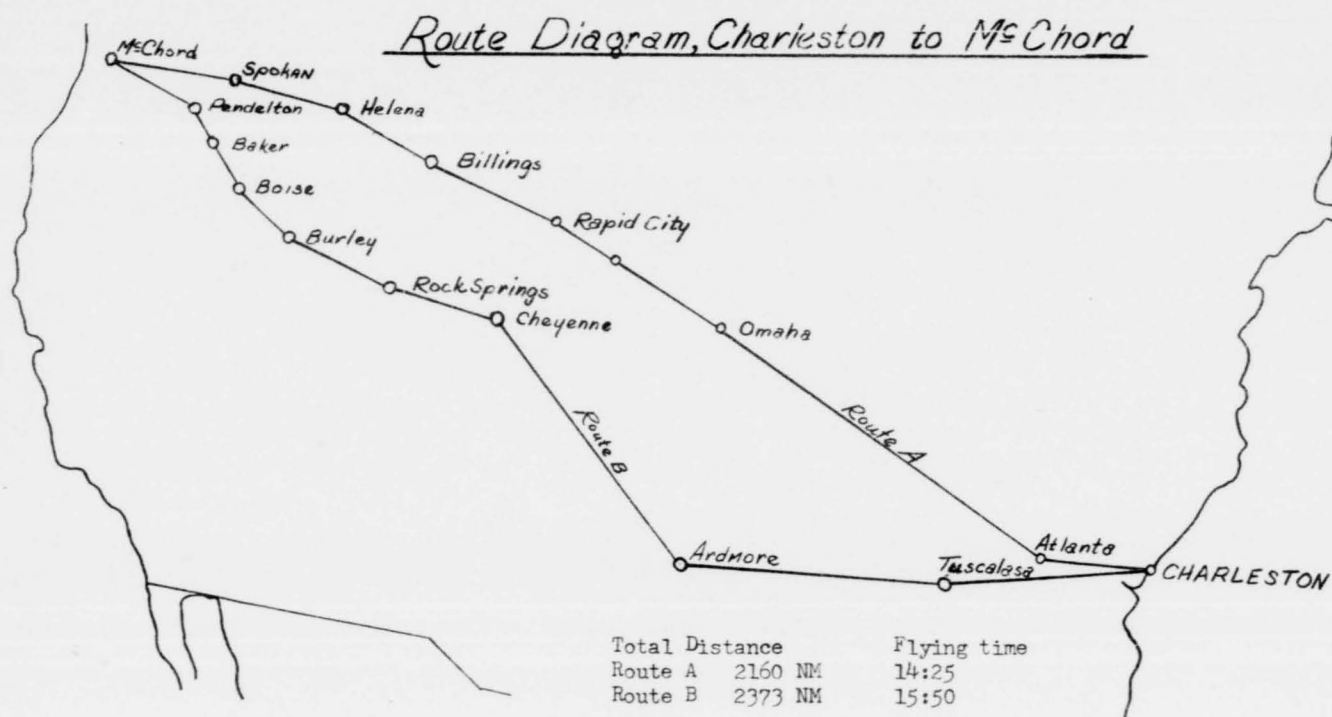 Route Diagram, Charleston to McChord
McChord
Spokan
Pendelton
Helena
Baker
Billings
Boise
Rapid City
Burley
Rock Springs
Cheyenne
Omaha
Route B
Route A
Ardmore
Tuscalasa
Atlanta
CHARLESTON
Total Distance Flying time
Route A 2160 NM 14:25
Route B 2373 NM 15:50